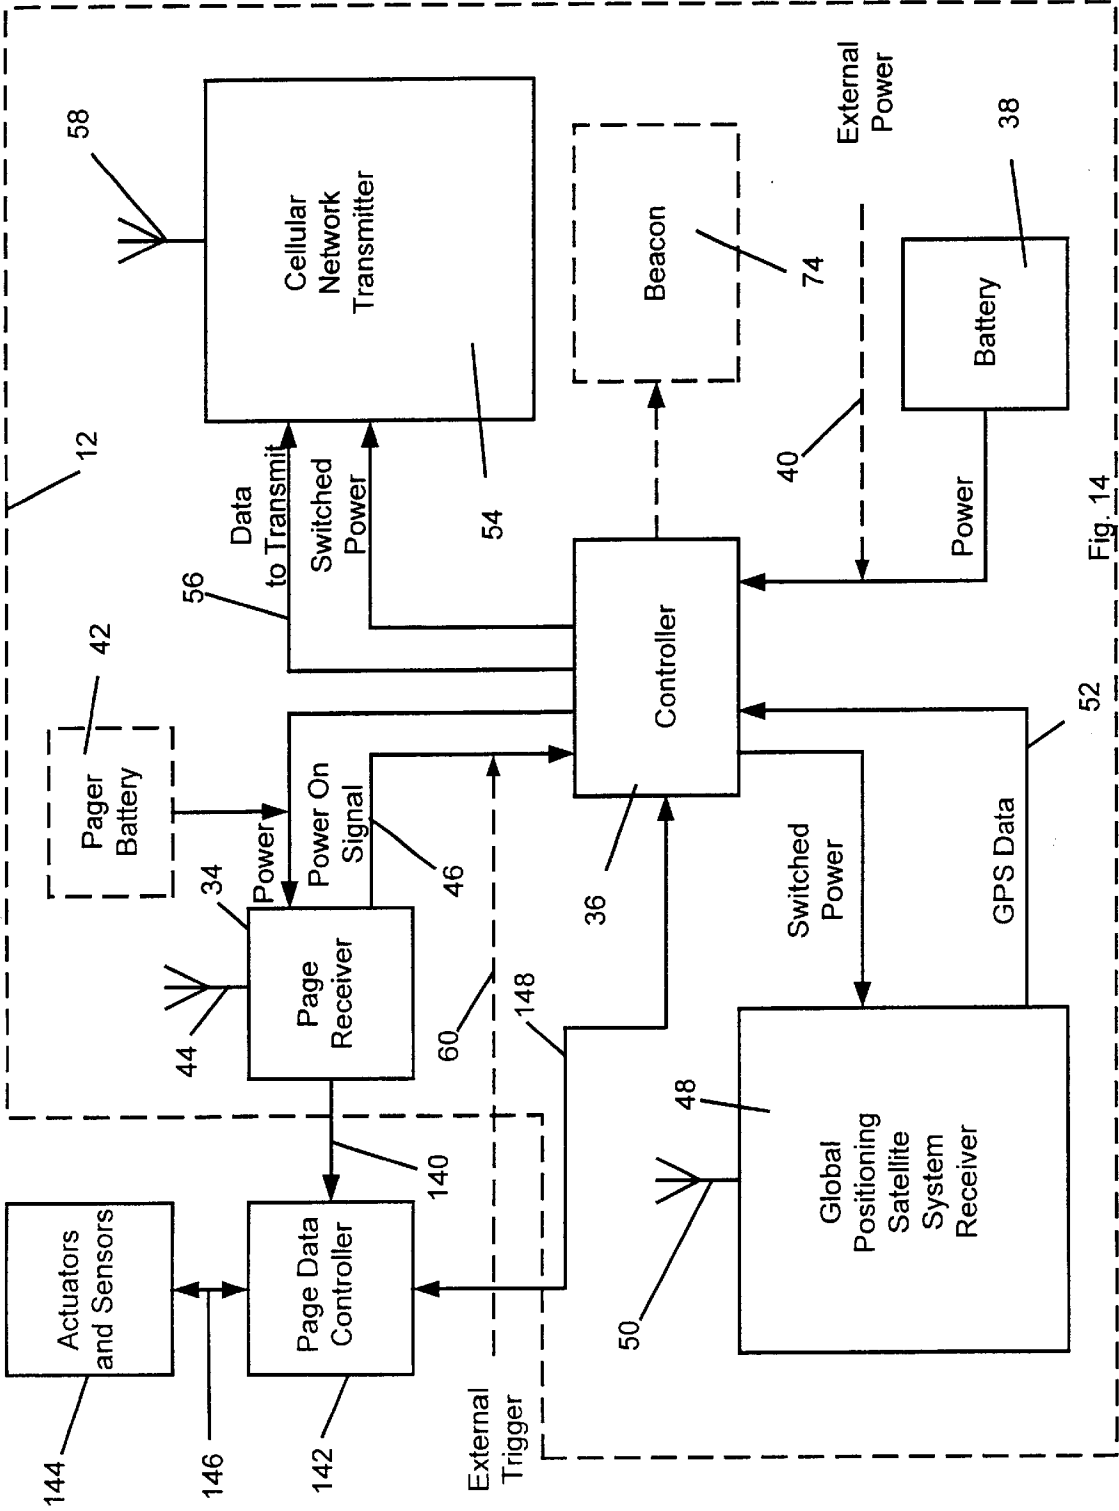 144
Actuators
and Sensors
146
142
Page Data
Controller
140
External
Trigger
60
148
44
Page
Receiver
34
Power
Power On
Signal
46
Pager
Battery
42
56
Data
to Transmit
Switched
Power
12
58
Cellular
Network
Transmitter
54
Beacon
74
External
Power
40
Battery
38
Power
Controller
36
Switched
Power
GPS Data
52
50
48
Global
Positioning
Satellite
System
Receiver
Fig. 14